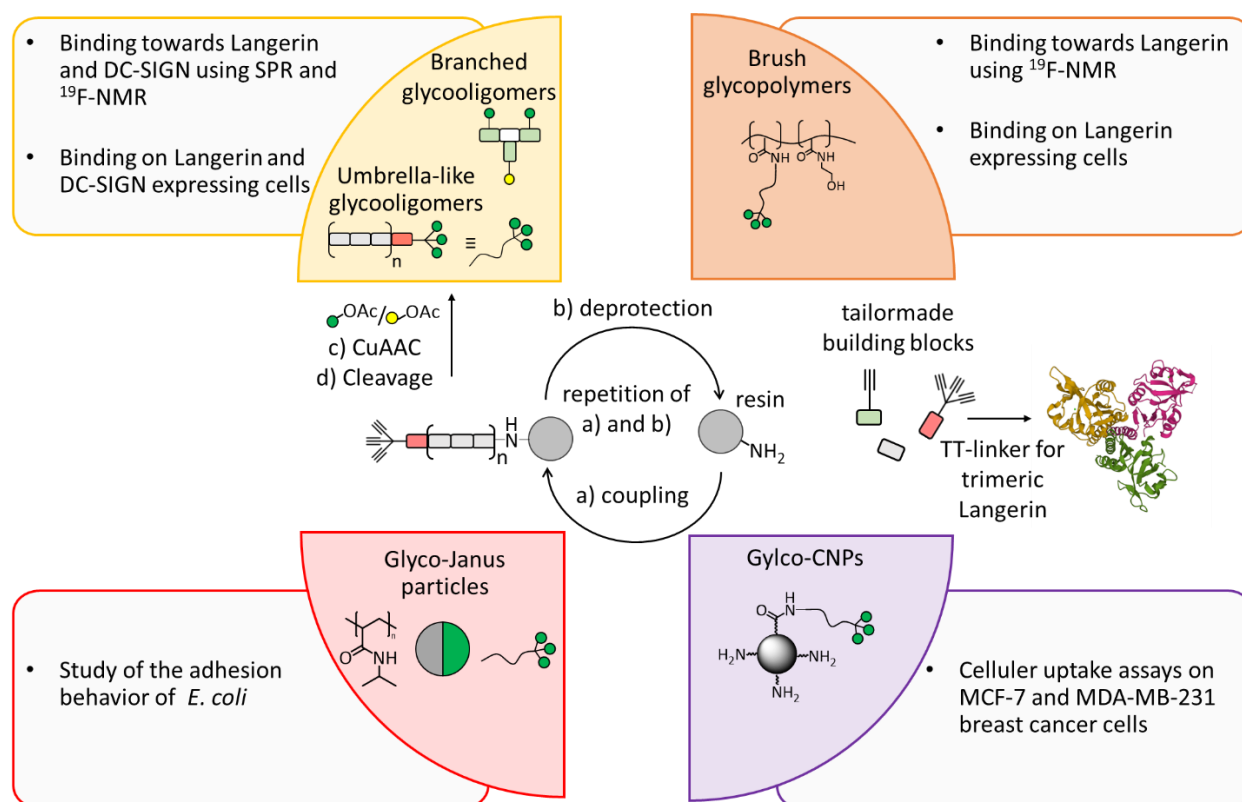 • Binding towards Langerin
and DC-SIGN using SPR and
¹⁹F-NMR
• Binding on Langerin and
DC-SIGN expressing cells
Branched
glycooligomers
Umbrella-like
glycooligomers
n
≡
Brush
glycopolymers
O
NH
O
NH
OH
• Binding towards Langerin
using ¹⁹F-NMR
• Binding on Langerin
expressing cells
OAc/ OAc
c) CuAAC
d) Cleavage
b) deprotection
repetition of
a) and b)
a) coupling
H
N
n
resin
NH₂
tailormade
building blocks
TT-linker for
trimeric
Langerin
Glyco-Janus
particles
n
O
NH
• Study of the adhesion
behavior of E. coli
Gylco-CNPs
H
O
N
H₂N
NH₂
NH₂
• Celluler uptake assays on
MCF-7 and MDA-MB-231
breast cancer cells